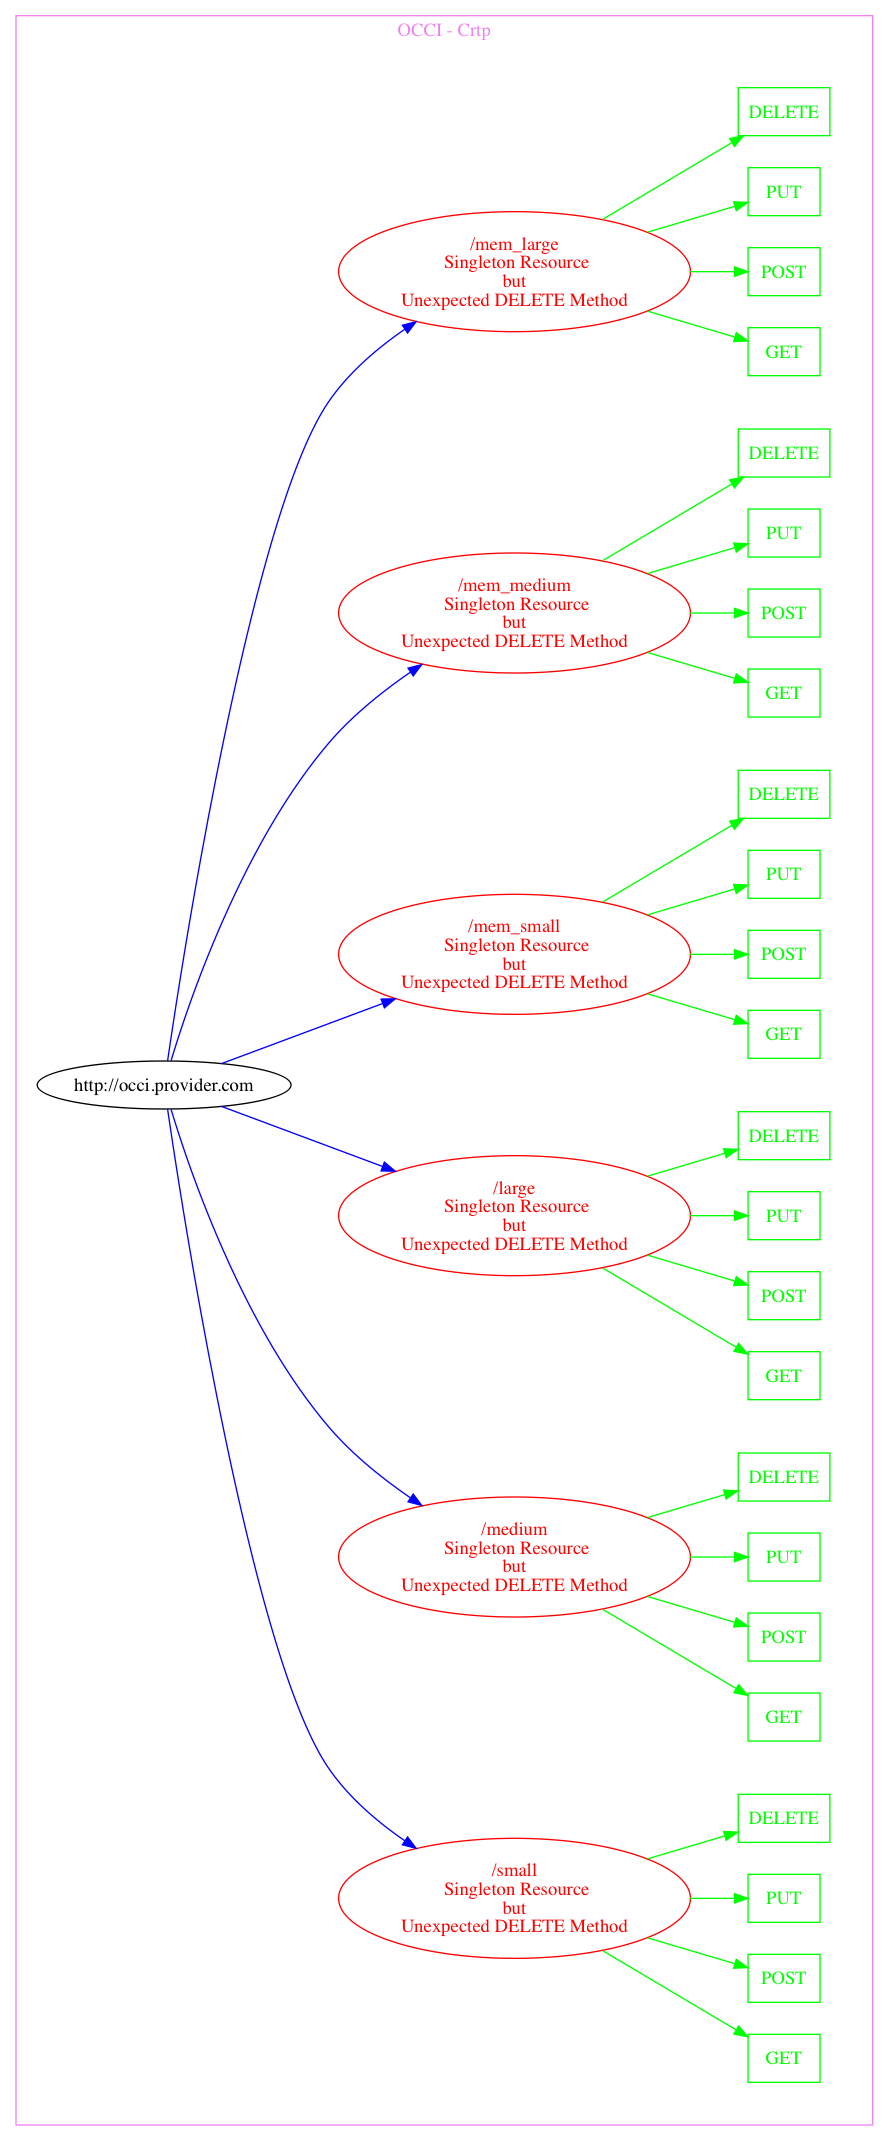 OCCI - Crtp
DELETE
PUT
/mem_large
Singleton Resource
but
Unexpected DELETE Method
POST
GET
DELETE
PUT
/mem_medium
Singleton Resource
but
Unexpected DELETE Method
POST
GET
DELETE
PUT
/mem_small
Singleton Resource
but
Unexpected DELETE Method
POST
GET
http://occi.provider.com
DELETE
/large
Singleton Resource
but
Unexpected DELETE Method
PUT
POST
GET
DELETE
/medium
Singleton Resource
but
Unexpected DELETE Method
PUT
POST
GET
DELETE
/small
Singleton Resource
but
Unexpected DELETE Method
PUT
POST
GET